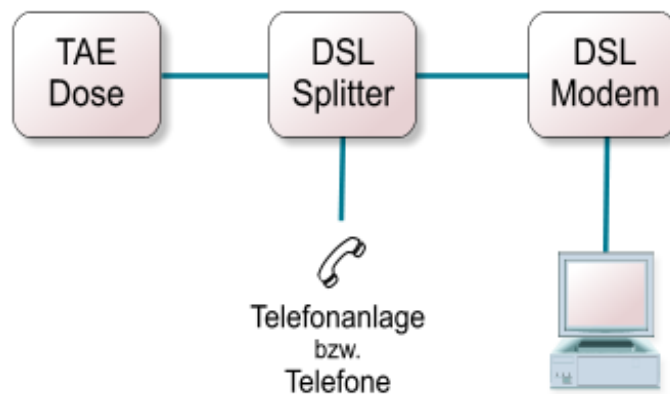 TAE
Dose
DSL
Splitter
DSL
Modem
Telefonanlage
bzw.
Telefone